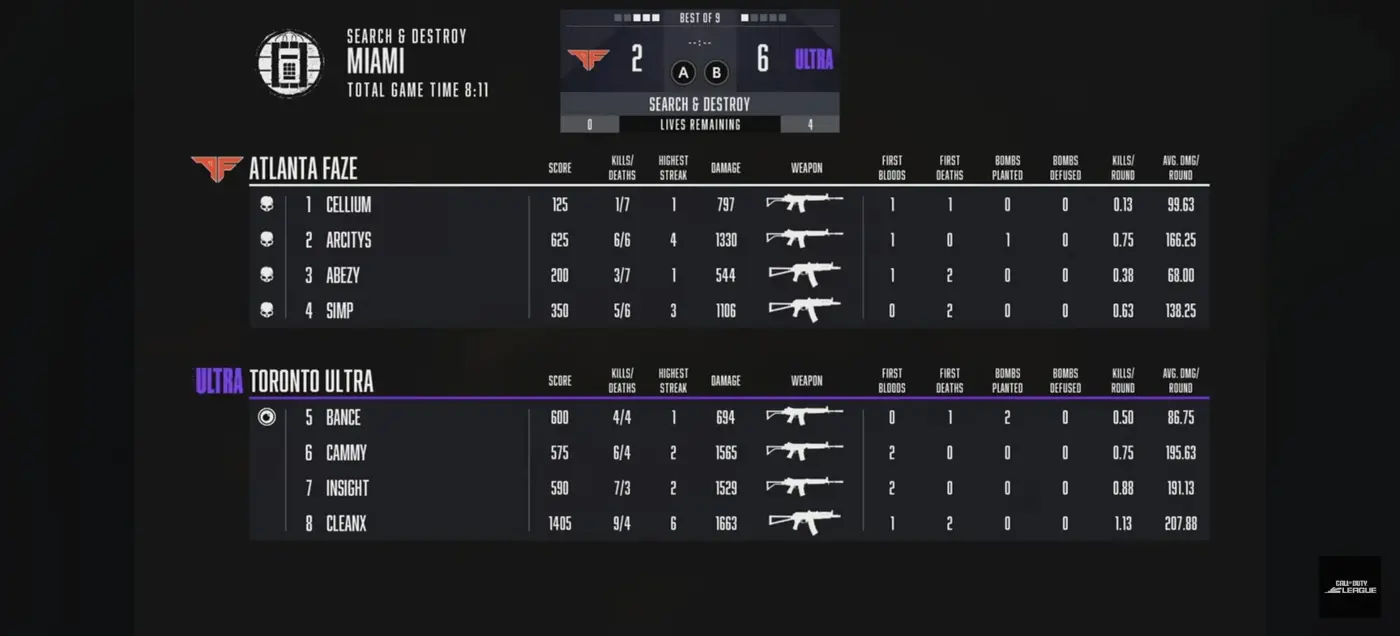 SEARCH & DESTROY
MIAMI
TOTAL GAME TIME 8:11
BEST OF 9
2 --:-- 6 ULTRA
A B
SEARCH & DESTROY
0 LIVES REMAINING 4
ATLANTA FAZE SCORE KILLS/DEATHS HIGHEST STREAK DAMAGE WEAPON FIRST BLOODS FIRST DEATHS BOMBS PLANTED BOMBS DEFUSED KILLS/ROUND AVG. DMG/ROUND
1 CELLIUM 125 1/7 1 797 1 1 0 0 0.13 99.63
2 ARCITYS 625 6/6 4 1330 1 0 1 0 0.75 166.25
3 ABEZY 200 3/7 1 544 1 2 0 0 0.38 68.00
4 SIMP 350 5/6 3 1106 0 2 0 0 0.63 138.25
ULTRA TORONTO ULTRA SCORE KILLS/DEATHS HIGHEST STREAK DAMAGE WEAPON FIRST BLOODS FIRST DEATHS BOMBS PLANTED BOMBS DEFUSED KILLS/ROUND AVG. DMG/ROUND
5 BANCE 600 4/4 1 694 0 1 2 0 0.50 86.75
6 CAMMY 575 6/4 2 1565 2 0 0 0 0.75 195.63
7 INSIGHT 590 7/3 2 1529 2 0 0 0 0.88 191.13
8 CLEANX 1405 9/4 6 1663 1 2 0 0 1.13 207.88
CALL OF DUTY
LEAGUE